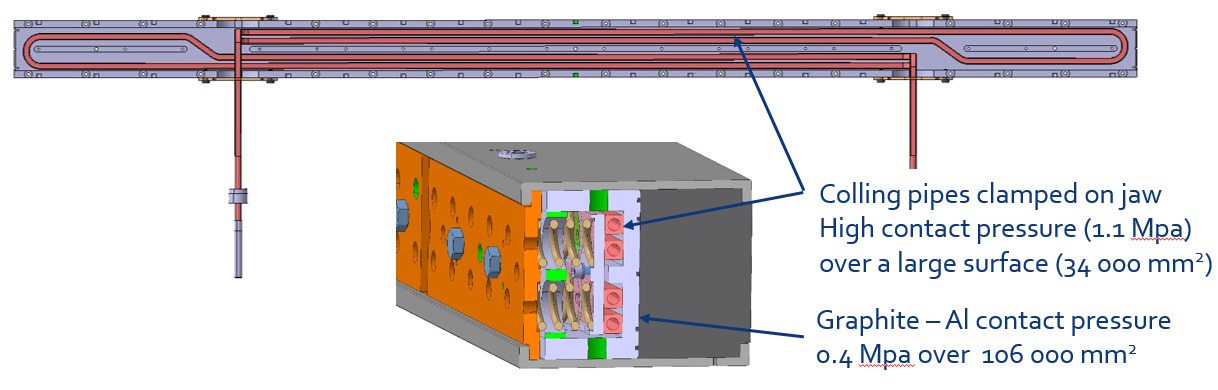 Colling pipes clamped on jaw
High contact pressure (1.1 Mpa)
over a large surface (34 000 mm²)
Graphite – Al contact pressure
0.4 Mpa over  106 000 mm²